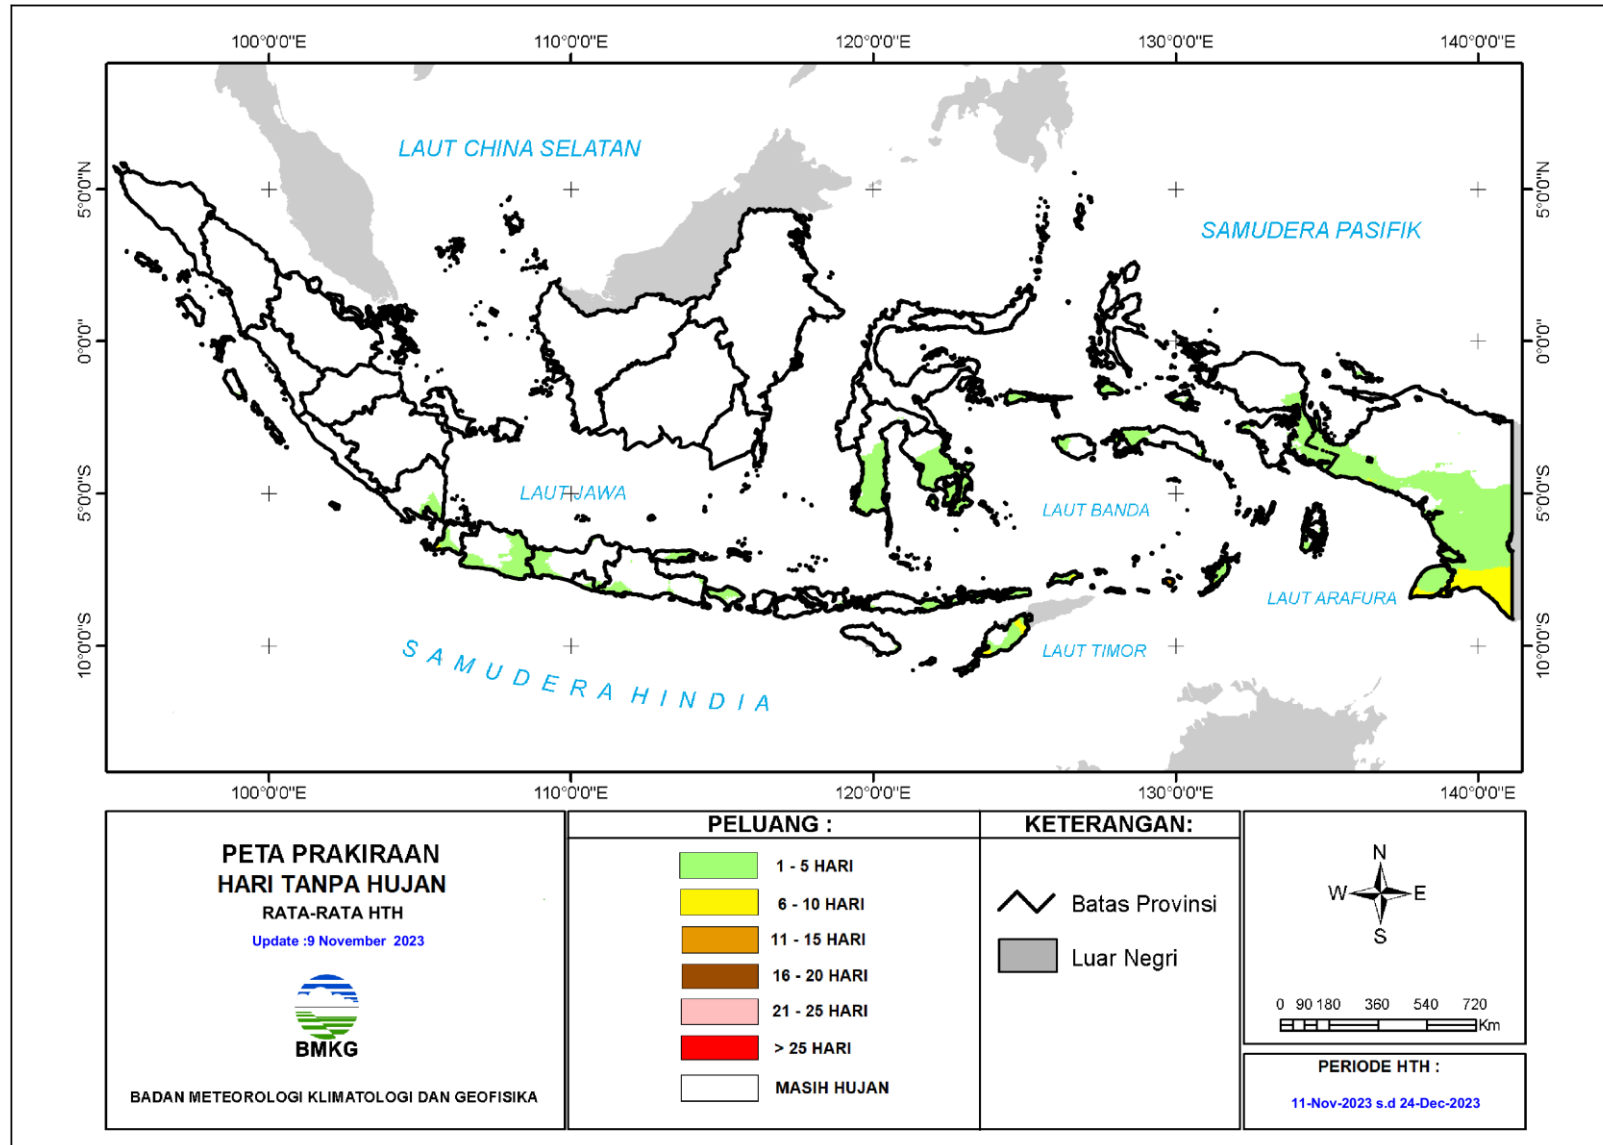 100°0'0"E 110°0'0"E 120°0'0"E 130°0'0"E 140°0'0"E
5°0'0"N
0°0'0"
5°0'0"S
10°0'0"S
LAUT CHINA SELATAN
SAMUDERA PASIFIK
LAUT JAWA
LAUT BANDA
LAUT ARAFURA
LAUT TIMOR
SAMUDERA HINDIA
5°0'0"N
0°0'0"
5°0'0"S
10°0'0"S
100°0'0"E 110°0'0"E 120°0'0"E 130°0'0"E 140°0'0"E
PETA PRAKIRAAN
HARI TANPA HUJAN
RATA-RATA HTH
Update :9 November 2023
BMKG
BADAN METEOROLOGI KLIMATOLOGI DAN GEOFISIKA
PELUANG :
1 - 5 HARI
6 - 10 HARI
11 - 15 HARI
16 - 20 HARI
21 - 25 HARI
> 25 HARI
MASIH HUJAN
KETERANGAN:
Batas Provinsi
Luar Negri
N
W E
S
0 90 180 360 540 720
Km
PERIODE HTH :
11-Nov-2023 s.d 24-Dec-2023